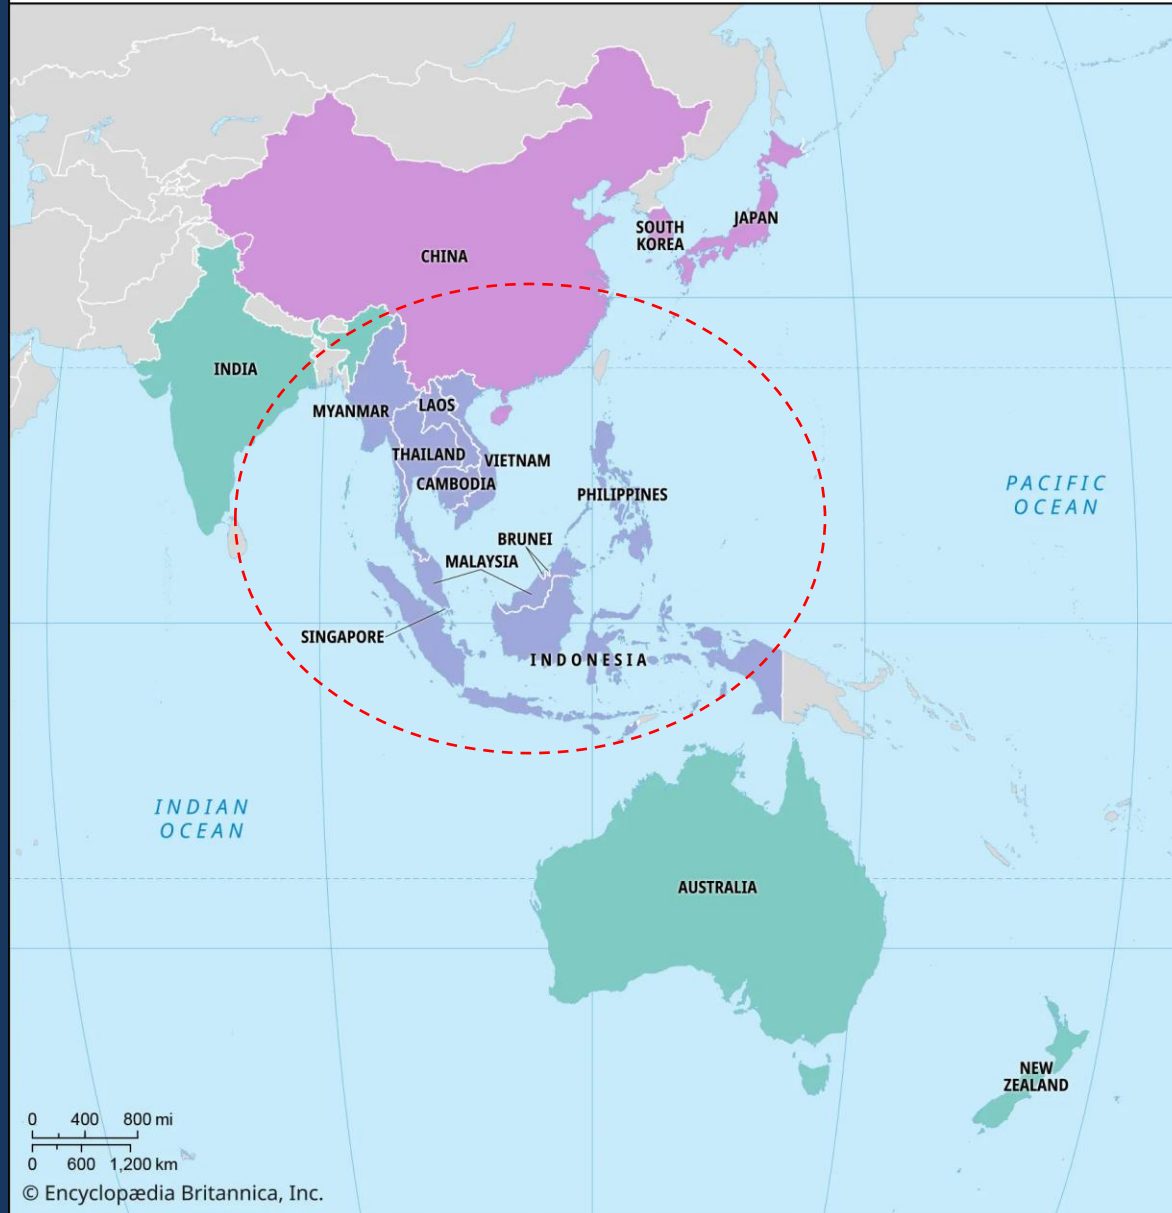 CHINA
SOUTH
KOREA
JAPAN
INDIA
MYANMAR
LAOS
THAILAND
VIETNAM
CAMBODIA
PHILIPPINES
PACIFIC
OCEAN
BRUNEI
MALAYSIA
SINGAPORE
INDONESIA
INDIAN
OCEAN
AUSTRALIA
NEW
ZEALAND
0 400 800 mi
0 600 1,200 km
© Encyclopædia Britannica, Inc.